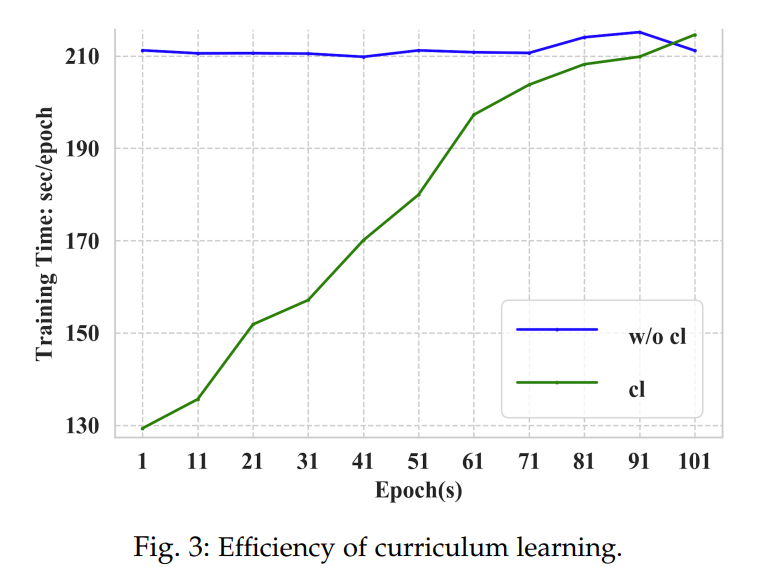 210
190
170
150
130
Training Time: sec/epoch
w/o cl
cl
1 11 21 31 41 51 61 71 81 91 101
Epoch(s)
Fig. 3: Efficiency of curriculum learning.